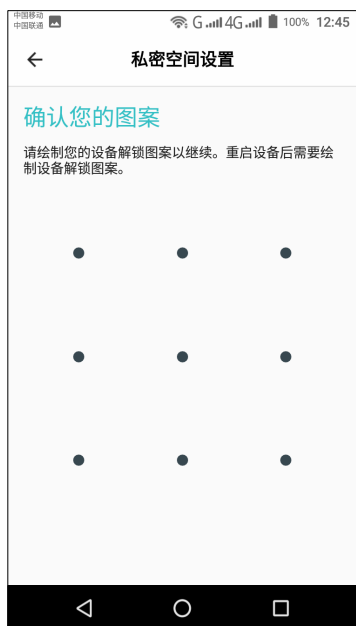 中国移动
中国联通
G 4G 100% 12:45
私密空间设置
确认您的图案
请绘制您的设备解锁图案以继续。重启设备后需要绘
制设备解锁图案。